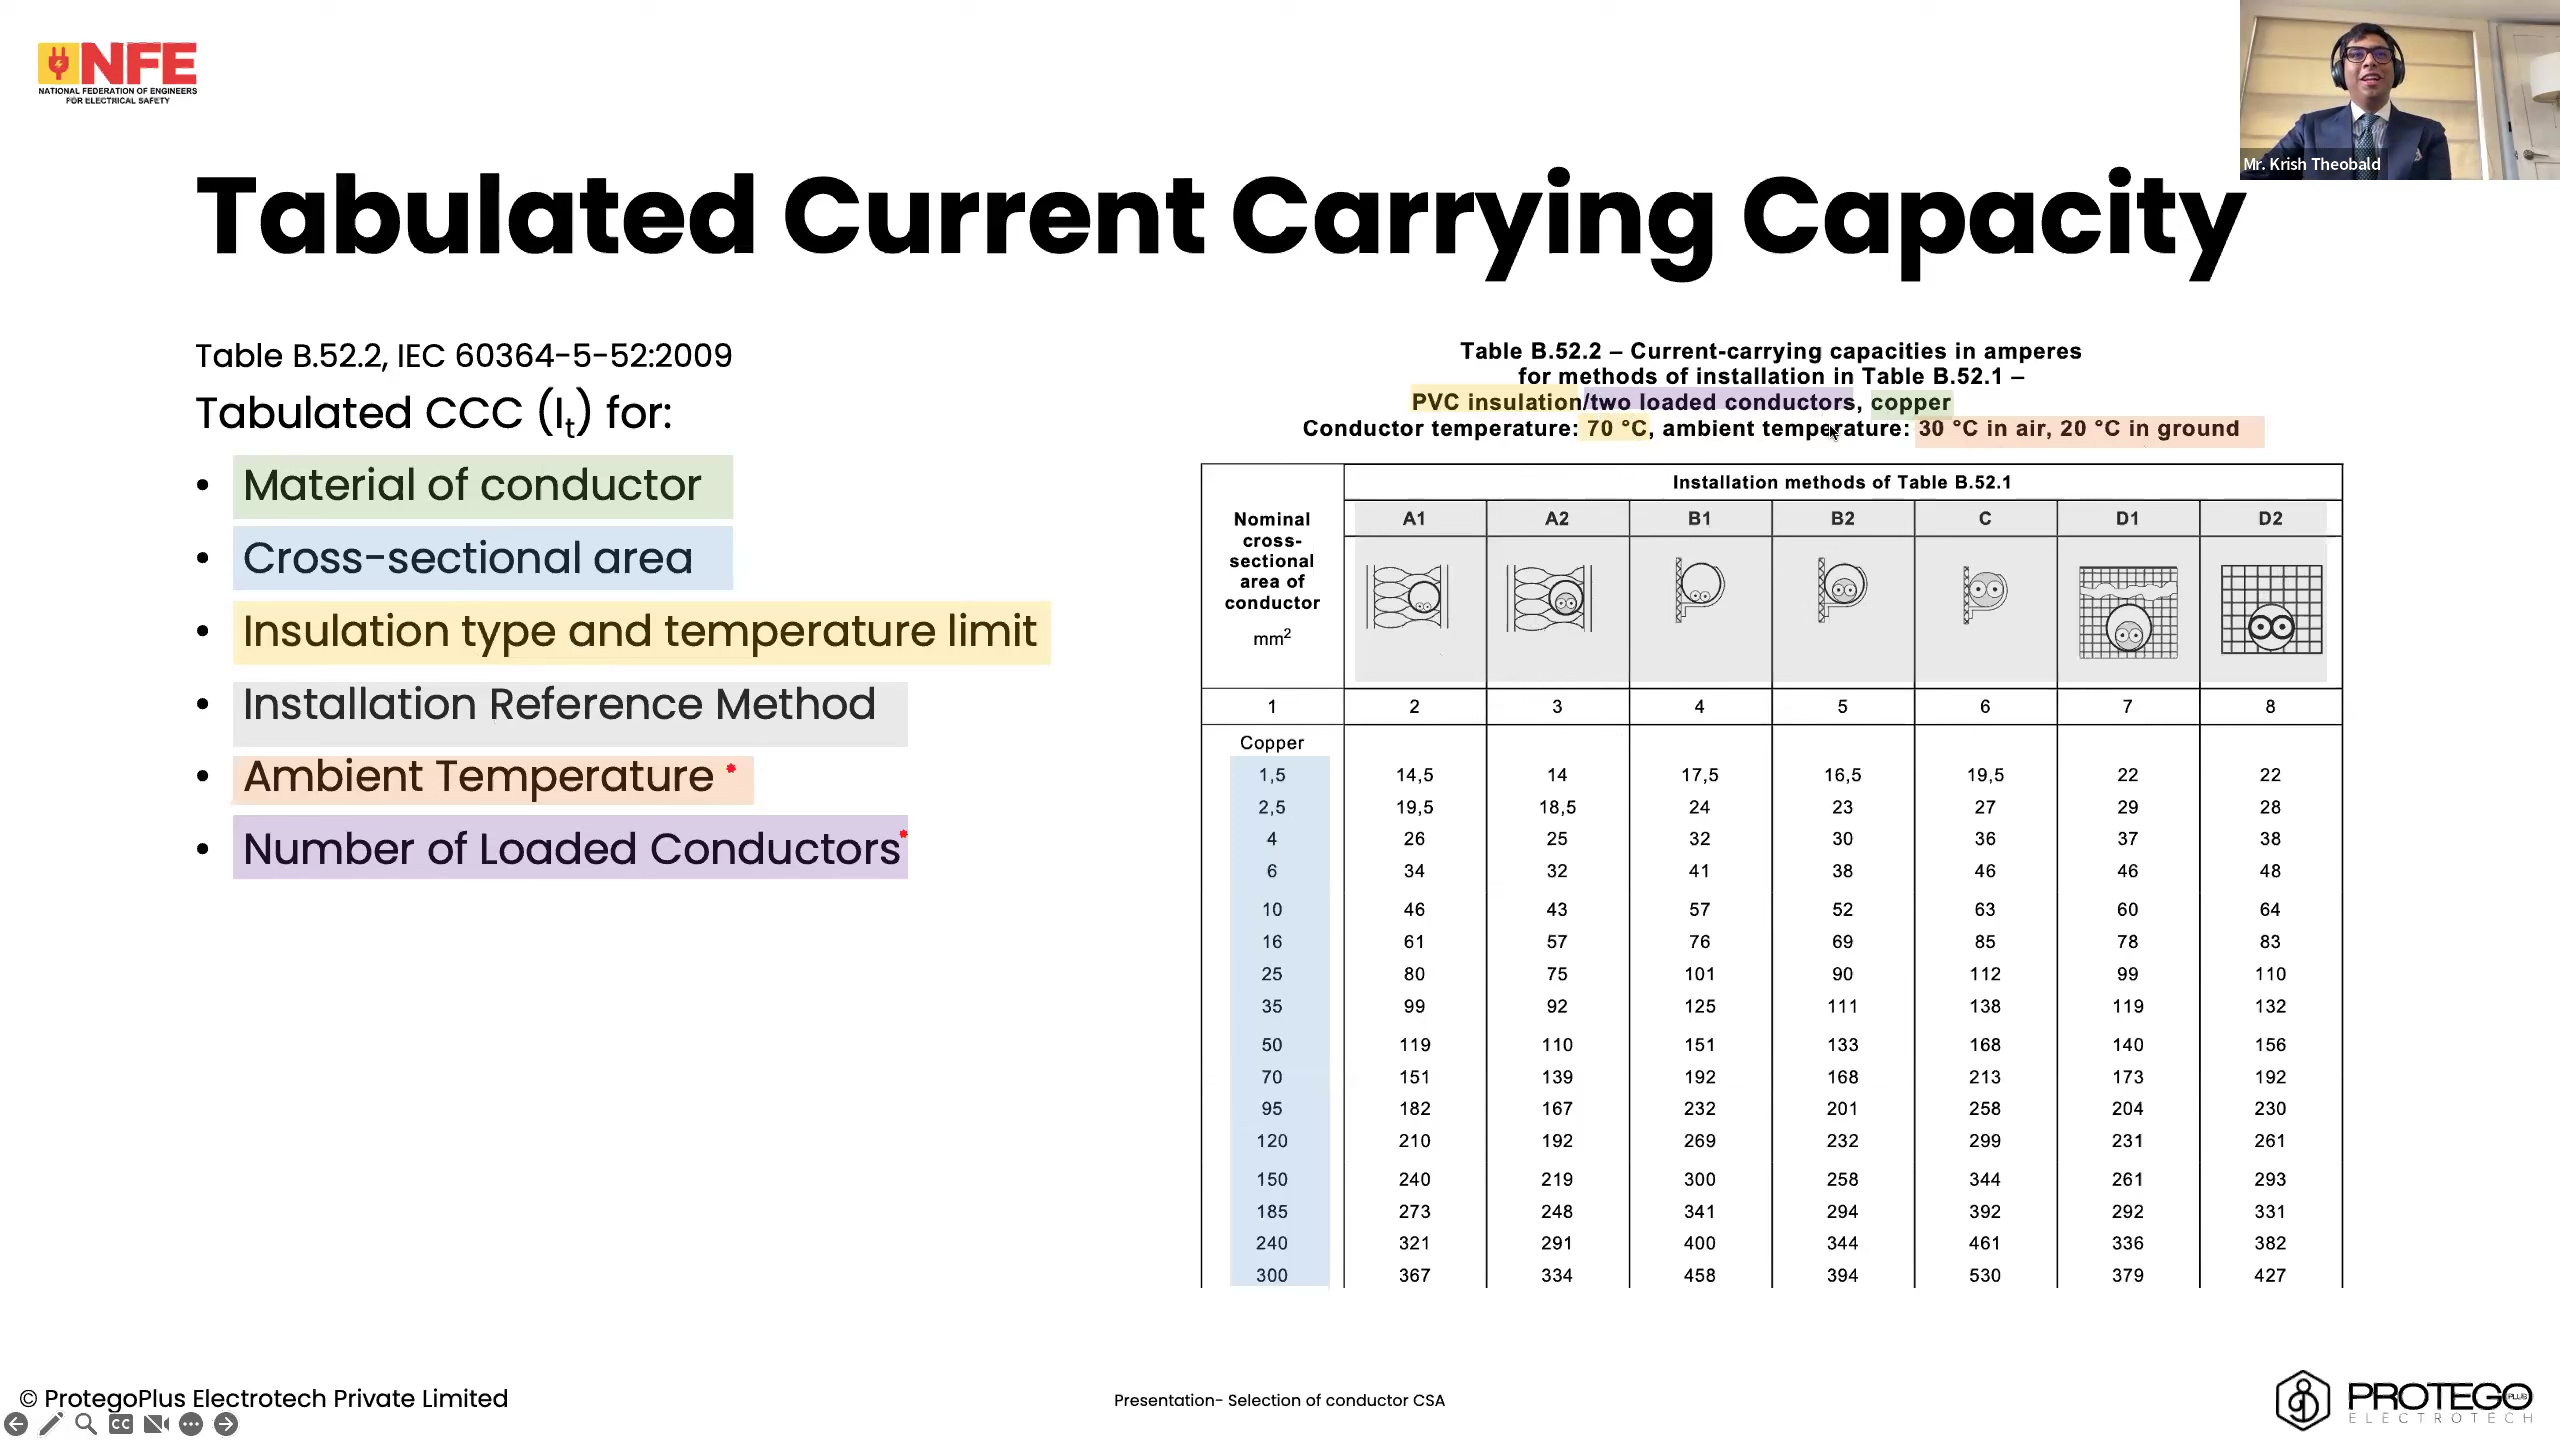 NFE
NATIONAL FEDERATION OF ENGINEERS
FOR ELECTRICAL SAFETY
Mr. Krish Theobald
Tabulated Current Carrying Capacity
Table B.52.2, IEC 60364-5-52:2009
Tabulated CCC (It) for:
• Material of conductor
• Cross-sectional area
• Insulation type and temperature limit
• Installation Reference Method
• Ambient Temperature *
• Number of Loaded Conductors*
Table B.52.2 – Current-carrying capacities in amperes
for methods of installation in Table B.52.1 –
PVC insulation/two loaded conductors, copper
Conductor temperature: 70 °C, ambient temperature: 30 °C in air, 20 °C in ground
Nominal
cross-
sectional
area of
conductor
mm2
Installation methods of Table B.52.1
A1 A2 B1 B2 C D1 D2
1 2 3 4 5 6 7 8
Copper
1,5 14,5 14 17,5 16,5 19,5 22 22
2,5 19,5 18,5 24 23 27 29 28
4 26 25 32 30 36 37 38
6 34 32 41 38 46 46 48
10 46 43 57 52 63 60 64
16 61 57 76 69 85 78 83
25 80 75 101 90 112 99 110
35 99 92 125 111 138 119 132
50 119 110 151 133 168 140 156
70 151 139 192 168 213 173 192
95 182 167 232 201 258 204 230
120 210 192 269 232 299 231 261
150 240 219 300 258 344 261 293
185 273 248 341 294 392 292 331
240 321 291 400 344 461 336 382
300 367 334 458 394 530 379 427
© ProtegoPlus Electrotech Private Limited
CC
Presentation- Selection of conductor CSA
PROTEGO PLUS
ELECTROTECH